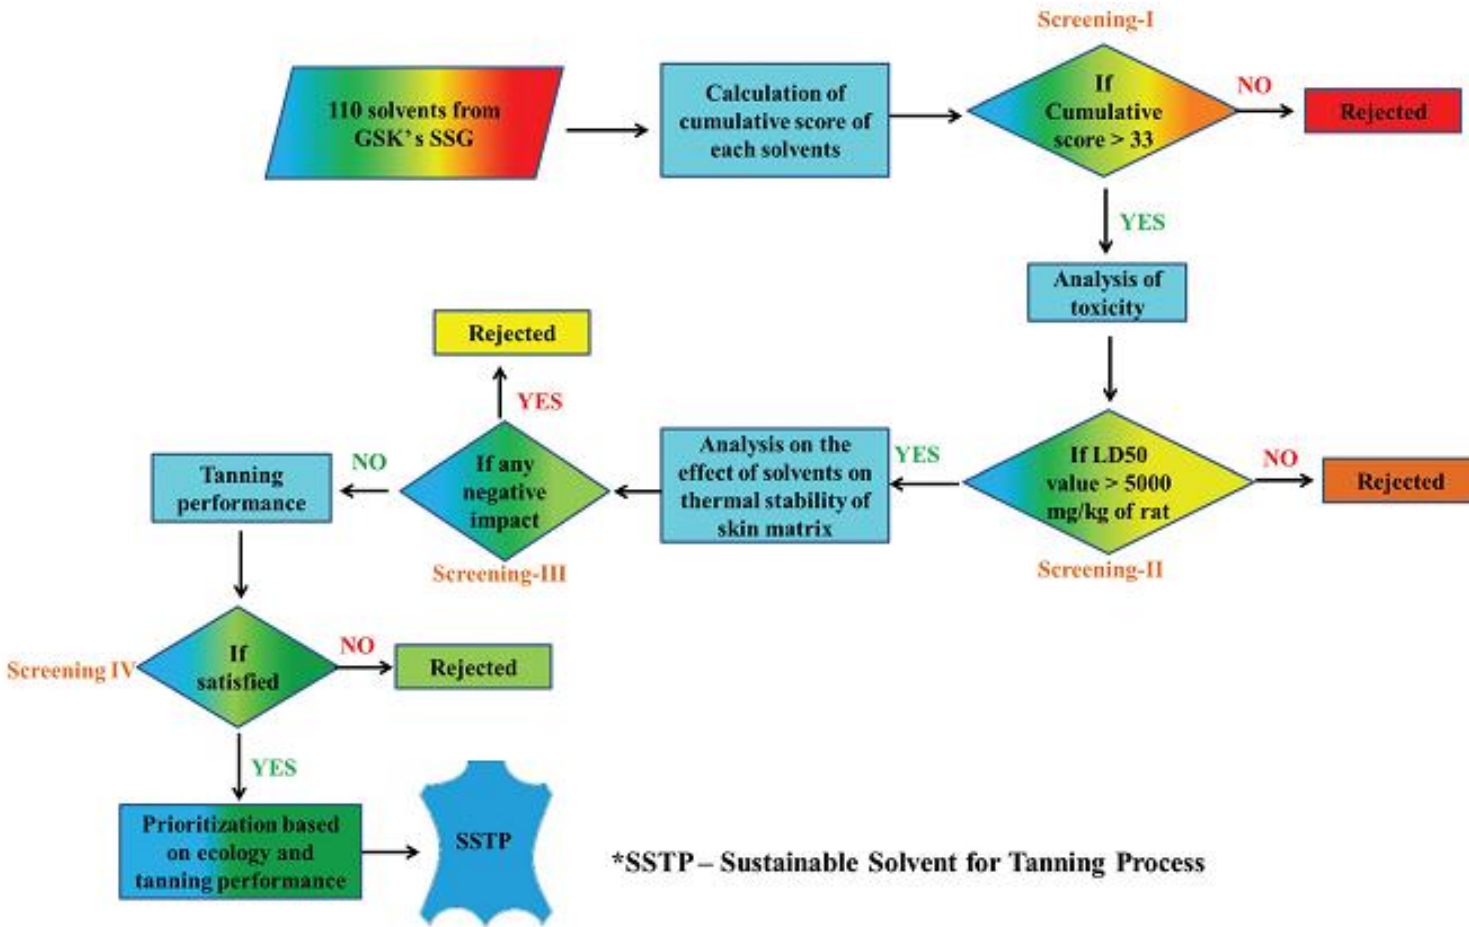 Screening-I
110 solvents from
GSK's SSG
Calculation of
cumulative score of
each solvents
If
Cumulative
score > 33
NO
Rejected
YES
Analysis of
toxicity
If LD50
value > 5000
mg/kg of rat
NO
Rejected
Screening-II
YES
Analysis on the
effect of solvents on
thermal stability of
skin matrix
If any
negative
impact
Screening-III
YES
Rejected
NO
Tanning
performance
Screening IV
If
satisfied
NO
Rejected
YES
Prioritization based
on ecology and
tanning performance
SSTP
*SSTP – Sustainable Solvent for Tanning Process